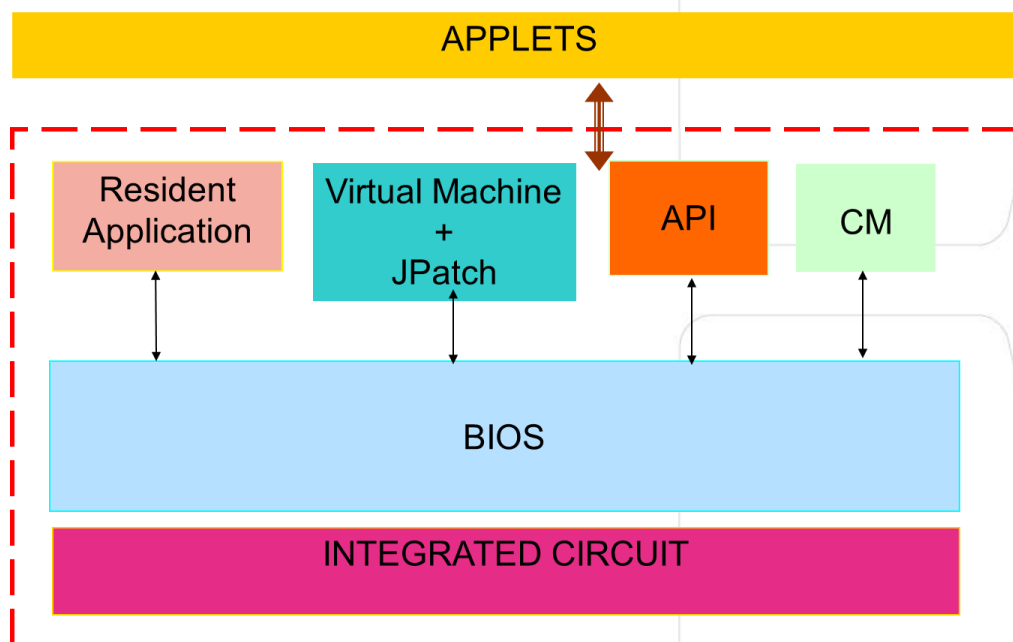 APPLETS
Resident
Application
Virtual Machine
+
JPatch
API
CM
BIOS
INTEGRATED CIRCUIT